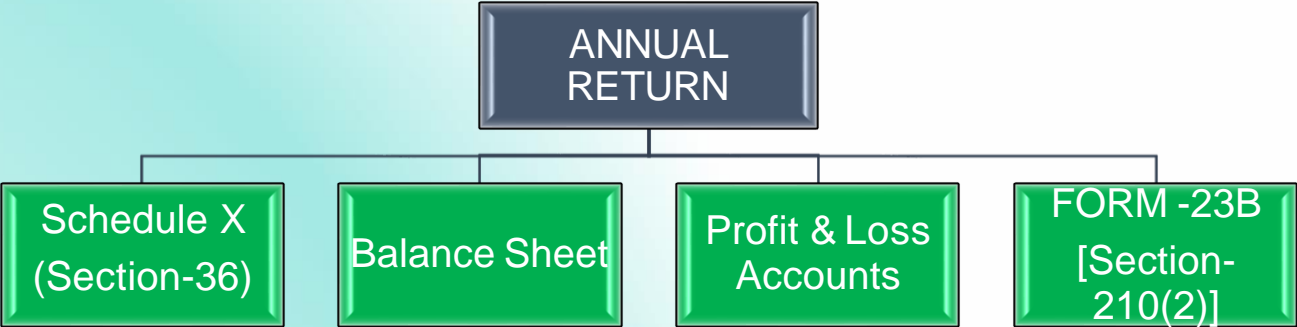 ANNUAL
RETURN
Schedule X
(Section-36)
Balance Sheet
Profit & Loss
Accounts
FORM -23B
[Section-
210(2)]